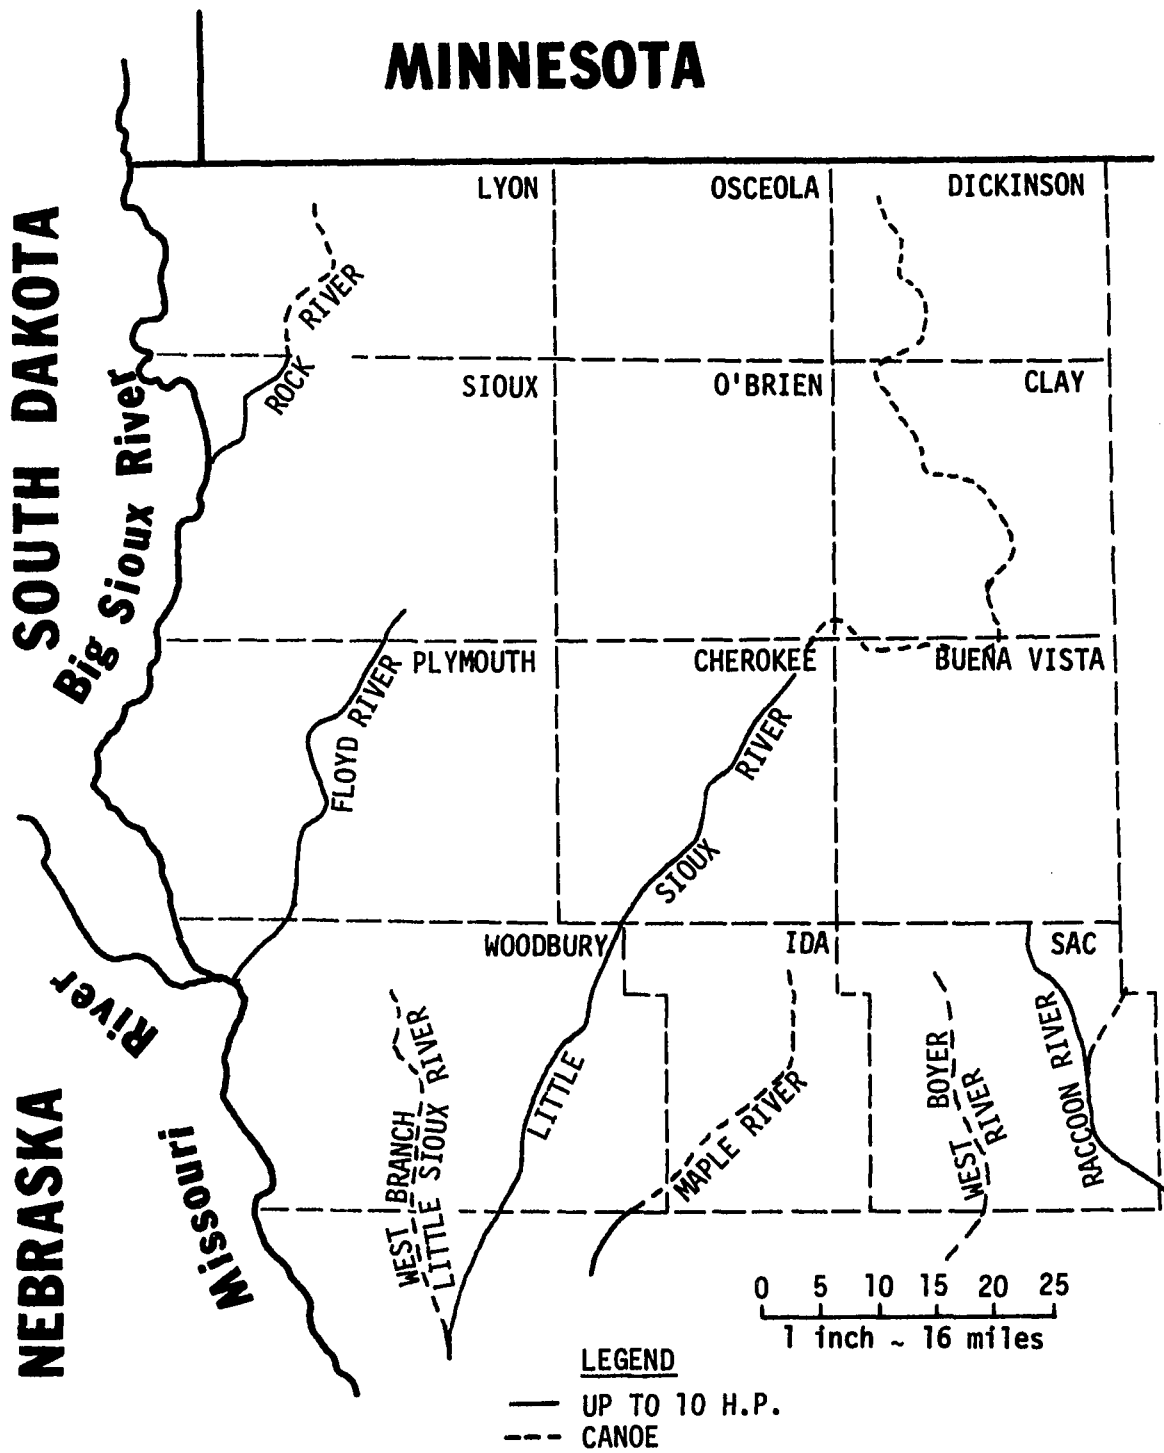 MINNESOTA
SOUTH DAKOTA
NEBRASKA
LYON
OSCEOLA
DICKINSON
ROCK RIVER
SIOUX
O'BRIEN
CLAY
Big Sioux River
PLYMOUTH
CHEROKEE
BUENA VISTA
FLOYD RIVER
LITTLE SIOUX RIVER
WOODBURY
IDA
SAC
Missouri River
WEST BRANCH
LITTLE SIOUX RIVER
MAPLE RIVER
BOYER
WEST RIVER
RACCOON RIVER
0 5 10 15 20 25
1 inch ~ 16 miles
LEGEND
UP TO 10 H.P.
CANOE